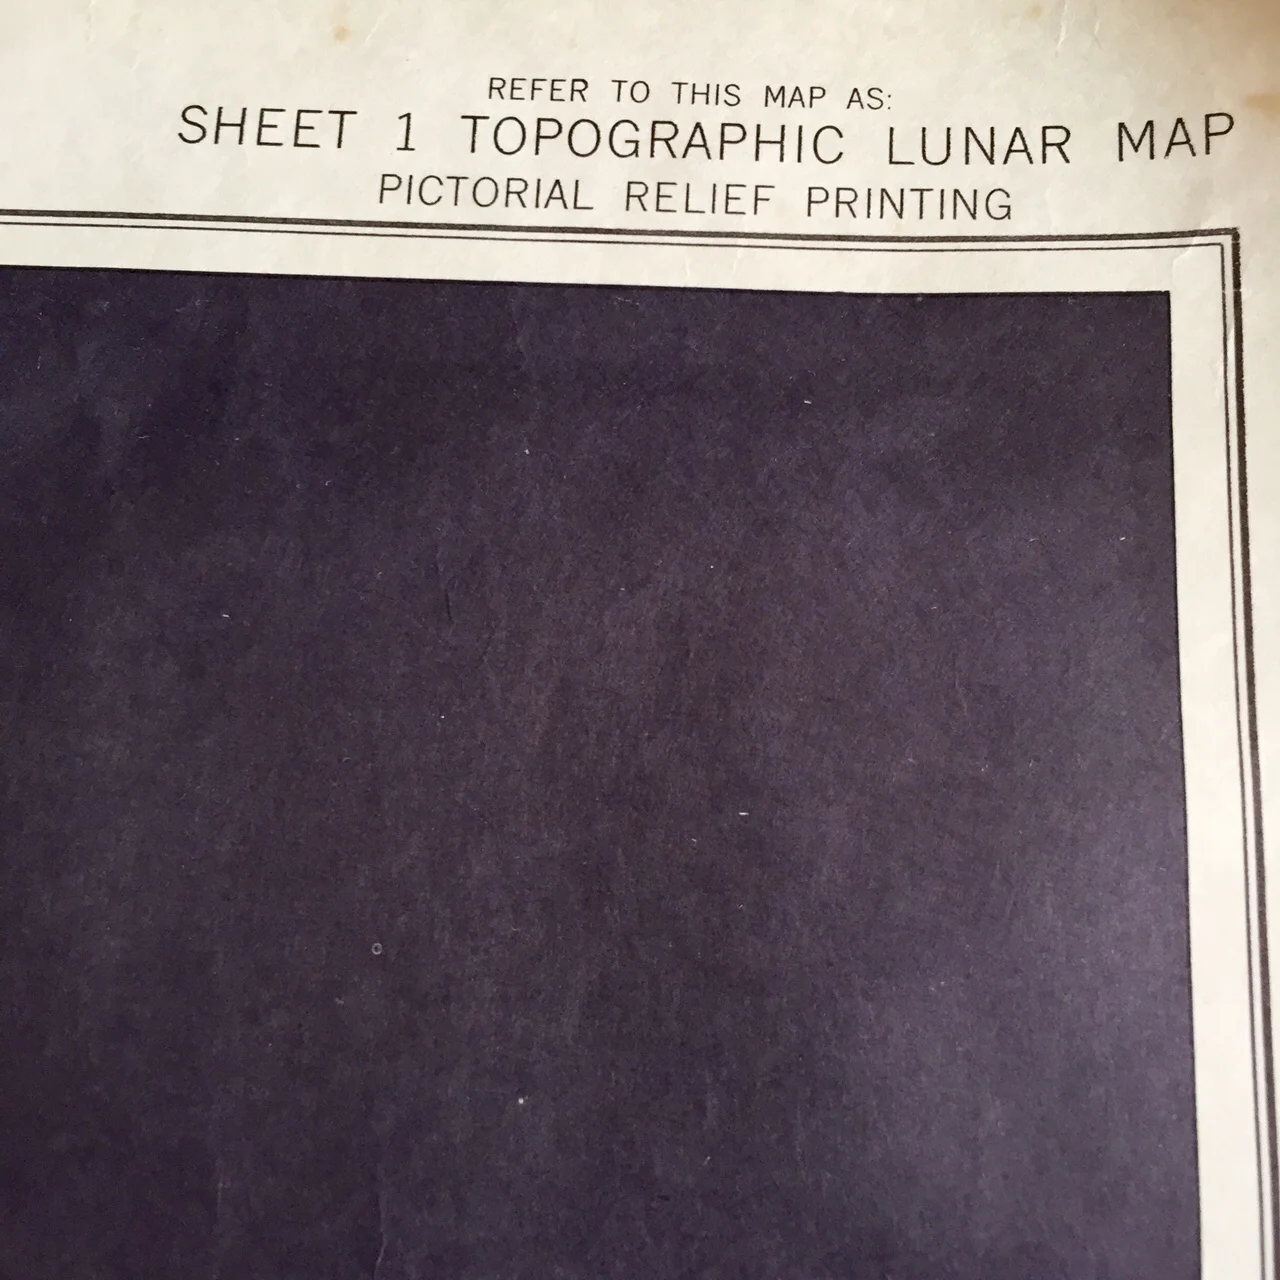 REFER TO THIS MAP AS:
SHEET 1 TOPOGRAPHIC LUNAR MAP
PICTORIAL RELIEF PRINTING